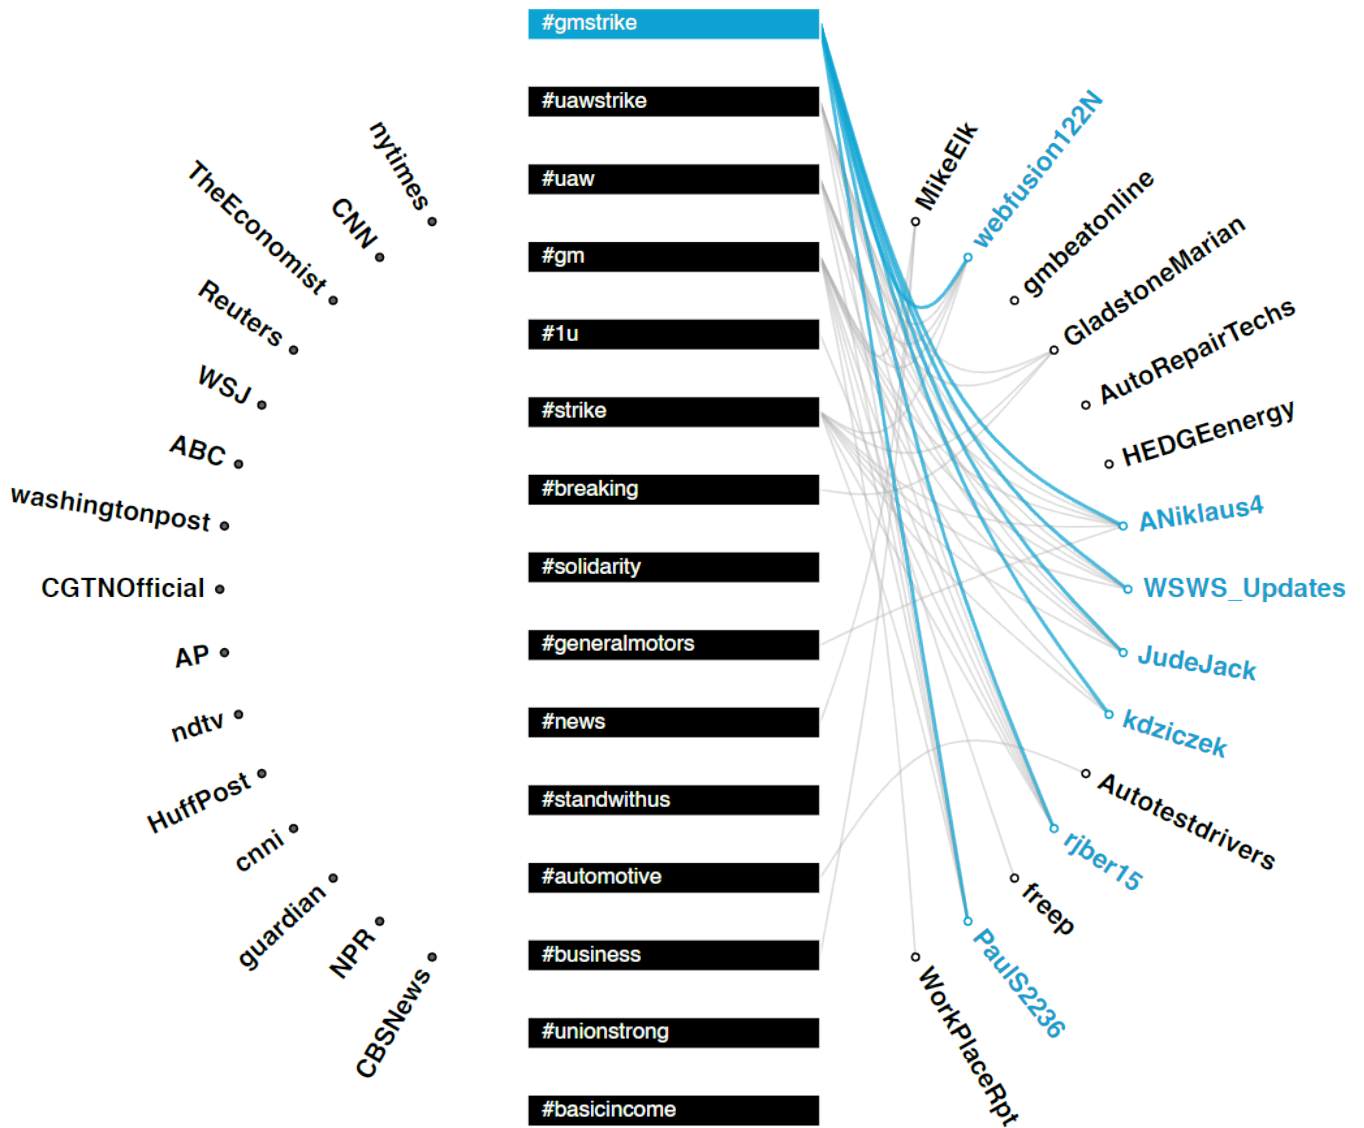 #gmstrike
#uawstrike
#uaw
#gm
#1u
#strike
#breaking
#solidarity
#generalmotors
#news
#standwithus
#automotive
#business
#unionstrong
#basicincome
nytimes
CNN
TheEconomist
Reuters
WSJ
ABC
washingtonpost
CGTNOfficial
AP
ndtv
HuffPost
cnni
guardian
NPR
CBSNews
MikeElk
webfusion122N
gmbeatonline
GladstoneMarian
AutoRepairTechs
HEDGEenergy
ANiklaus4
WSWS_Updates
JudeJack
kdziczek
Autotestdrivers
rjber15
freep
PaulS2236
WorkPlaceRpt